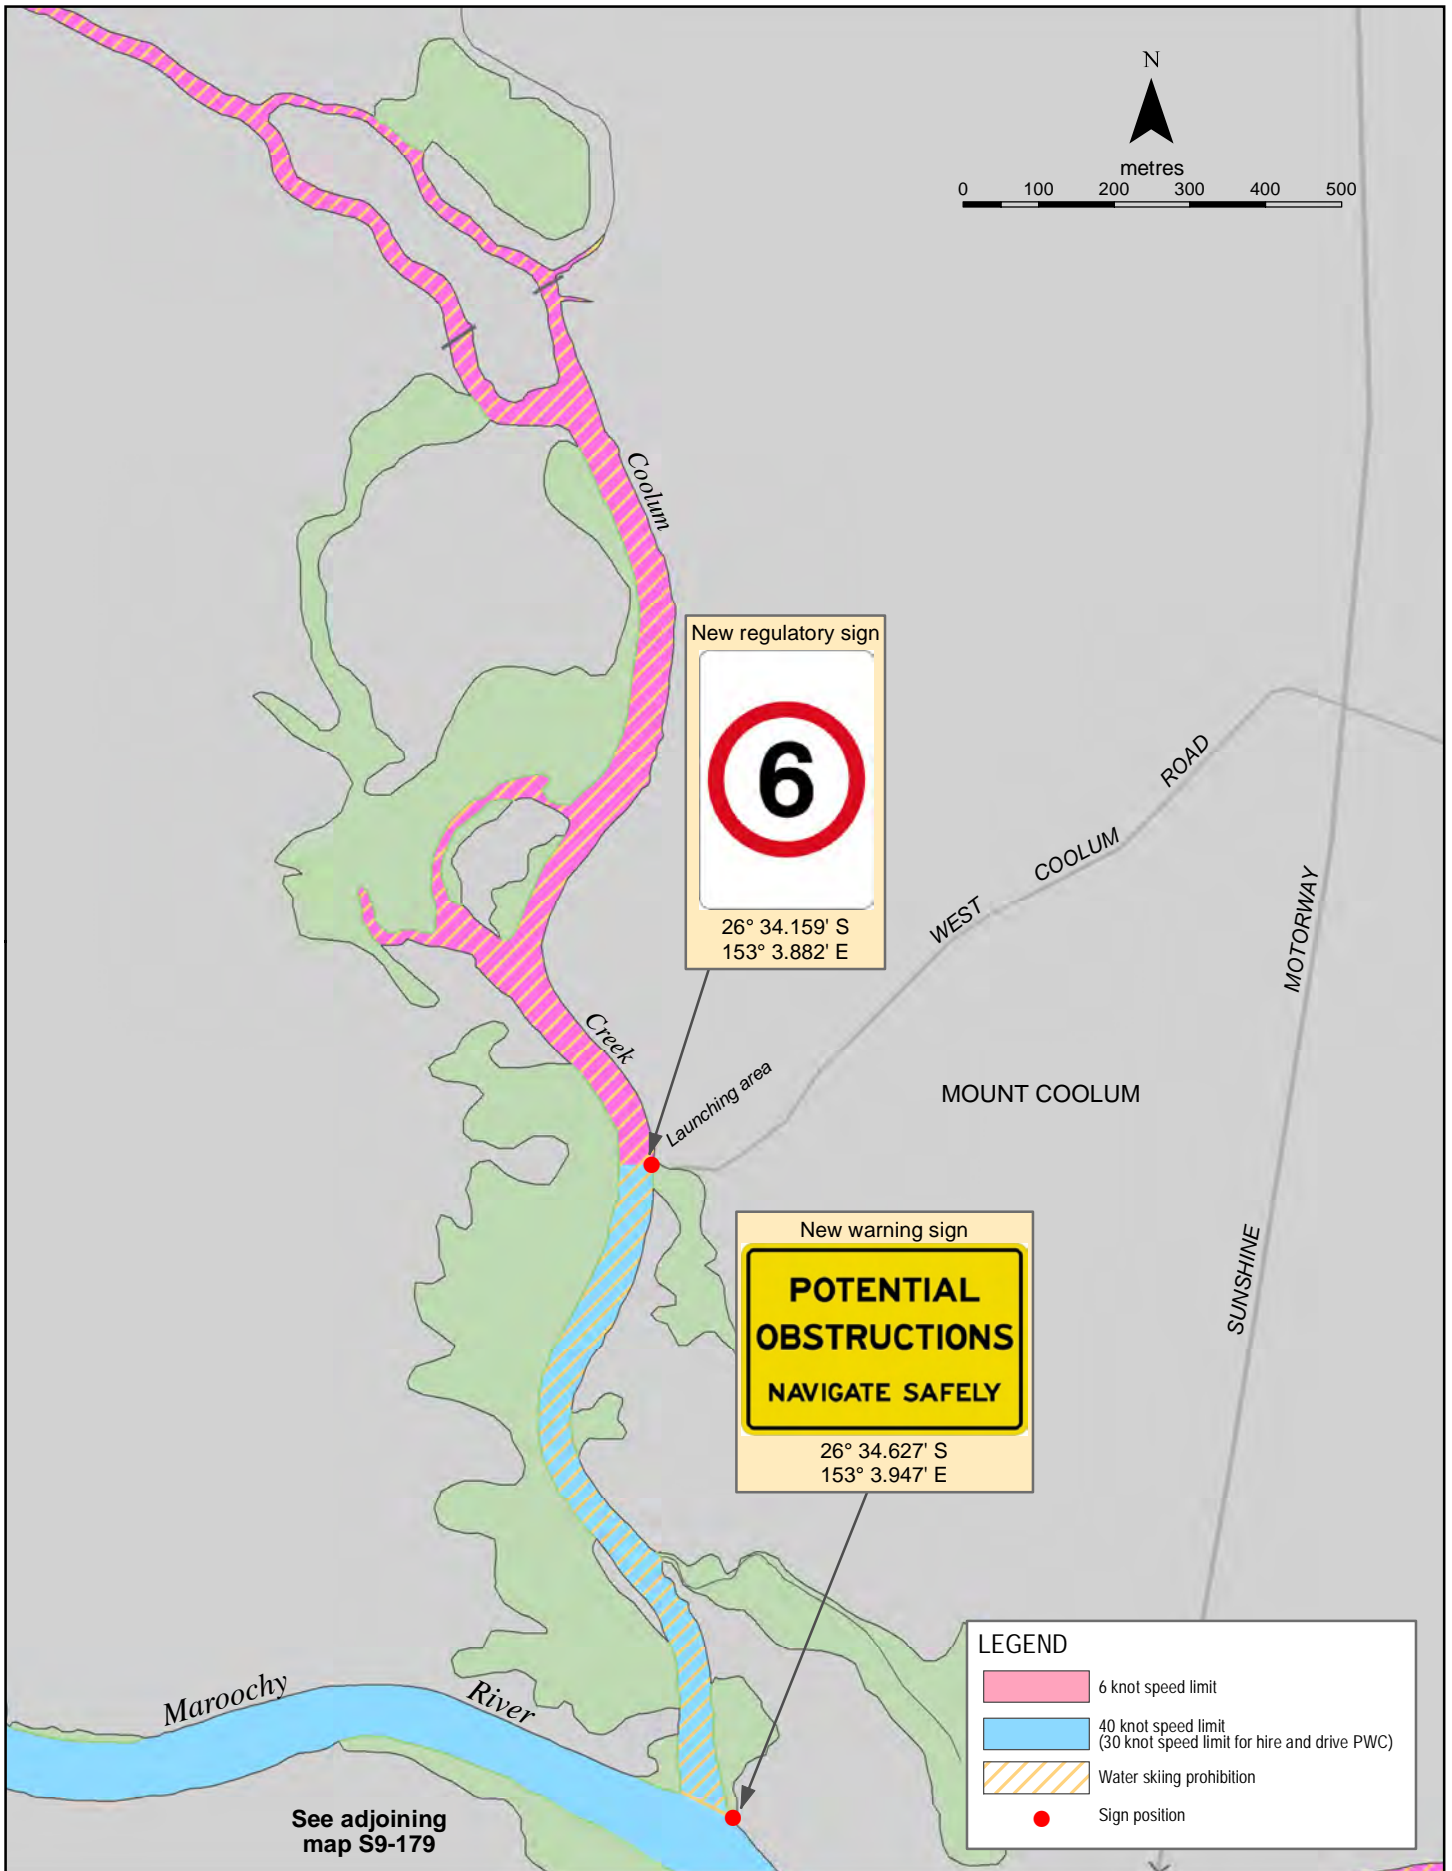 N
metres
0 100 200 300 400 500
Coolum
New regulatory sign
6
26° 34.159' S
153° 3.882' E
WEST COOLUM ROAD
SUNSHINE MOTORWAY
Creek
Launching area
MOUNT COOLUM
New warning sign
POTENTIAL
OBSTRUCTIONS
NAVIGATE SAFELY
26° 34.627' S
153° 3.947' E
Maroochy River
See adjoining
map S9-179
LEGEND
6 knot speed limit
40 knot speed limit
(30 knot speed limit for hire and drive PWC)
Water skiing prohibition
Sign position